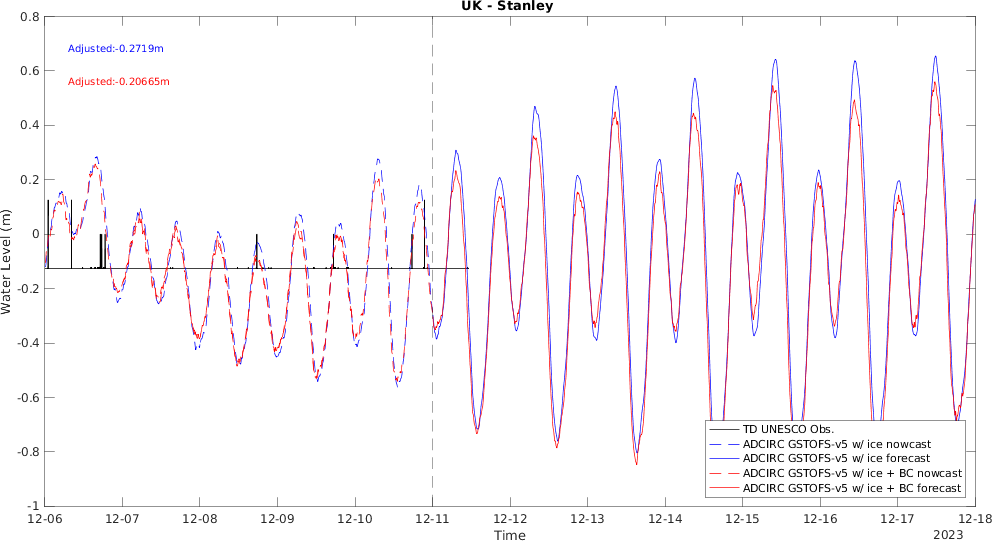 UK - Stanley
0.8
0.6
0.4
0.2
0
-0.2
-0.4
-0.6
-0.8
-1
Water Level (m)
Adjusted:-0.2719m
Adjusted:-0.20665m
TD UNESCO Obs.
ADCIRC GSTOFS-v5 w/ ice nowcast
ADCIRC GSTOFS-v5 w/ ice forecast
ADCIRC GSTOFS-v5 w/ ice + BC nowcast
ADCIRC GSTOFS-v5 w/ ice + BC forecast
12-06 12-07 12-08 12-09 12-10 12-11 12-12 12-13 12-14 12-15 12-16 12-17 12-18
Time
2023